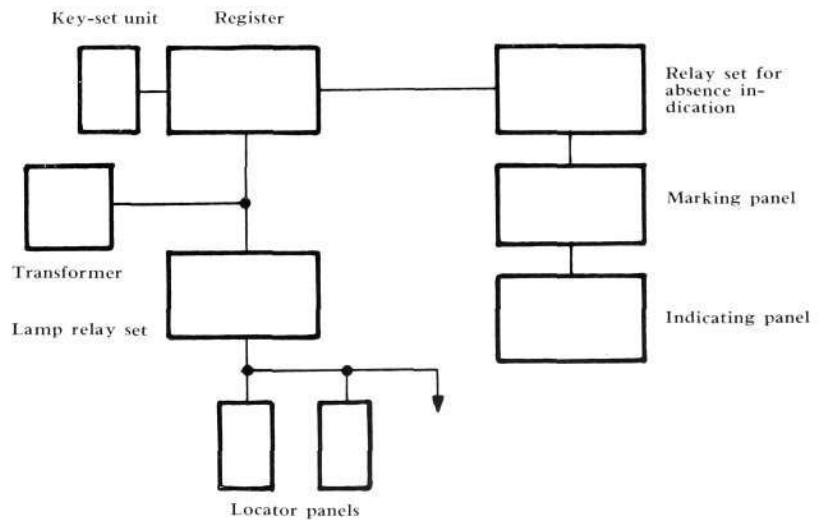 Key-set unit
Register
Relay set for
absence in-
dication
Marking panel
Transformer
Indicating panel
Lamp relay set
Locator panels